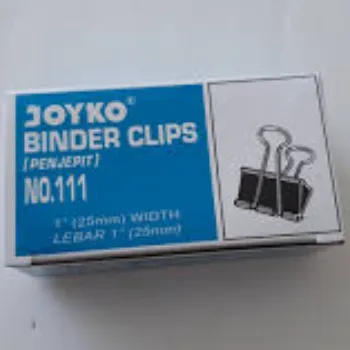 JOYKO®
BINDER CLIPS
[PENJEPIT]
NO.111
1" (25mm) WIDTH
LEBAR 1" (25mm)